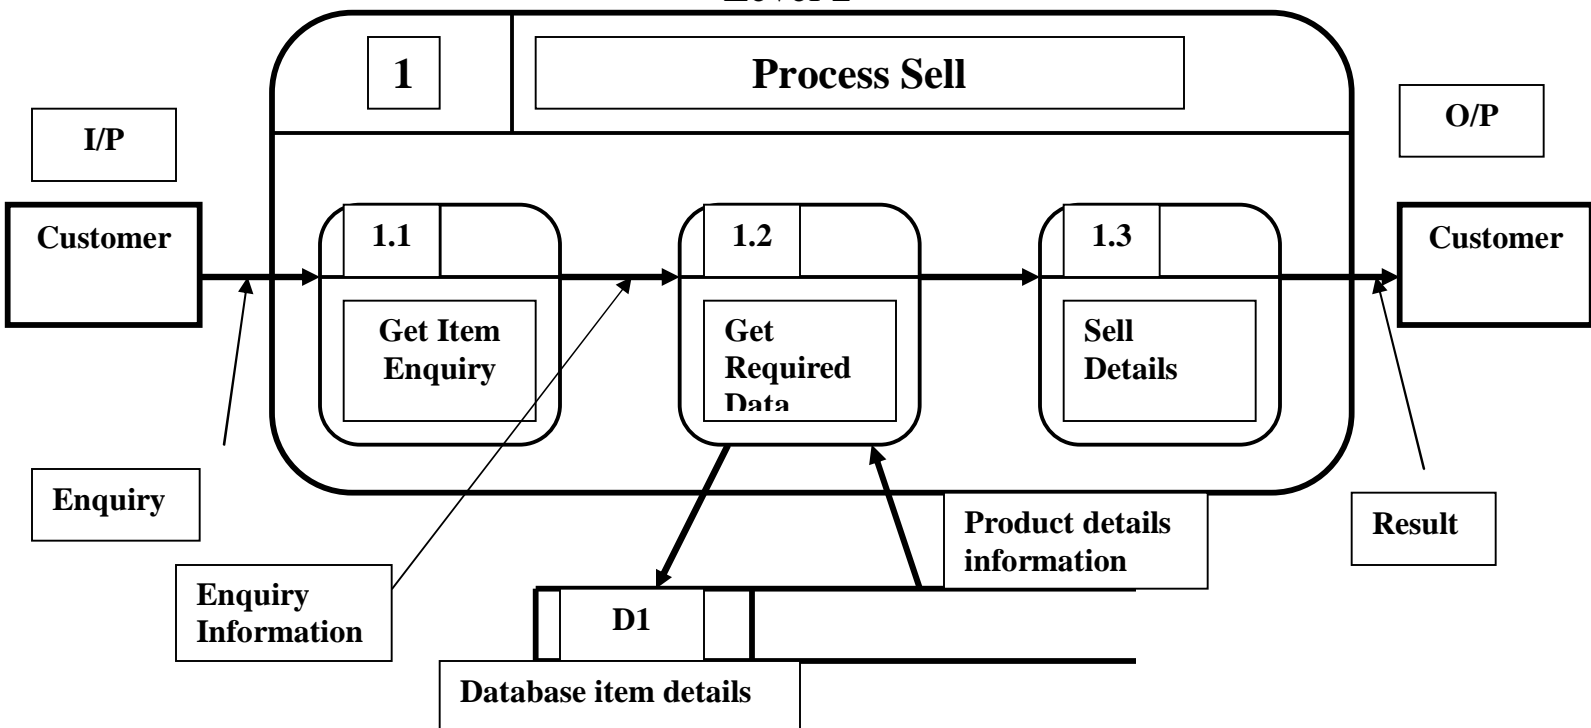 1
Process Sell
I/P
O/P
Customer
1.1
1.2
1.3
Customer
Get Item
Enquiry
Get
Required
Data
Sell
Details
Enquiry
Product details
information
Result
Enquiry
Information
D1
Database item details